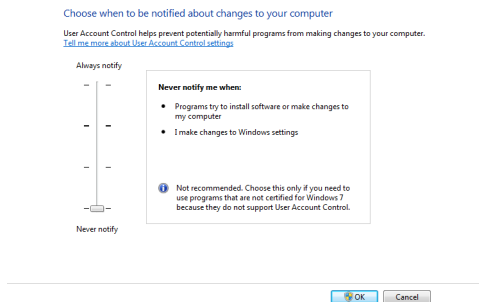 Choose when to be notified about changes to your computer
User Account Control helps prevent potentially harmful programs from making changes to your computer.
Tell me more about User Account Control settings
Always notify
Never notify me when:
• Programs try to install software or make changes to
my computer
• I make changes to Windows settings
Not recommended. Choose this only if you need to
use programs that are not certified for Windows 7
because they do not support User Account Control.
Never notify
OK
Cancel